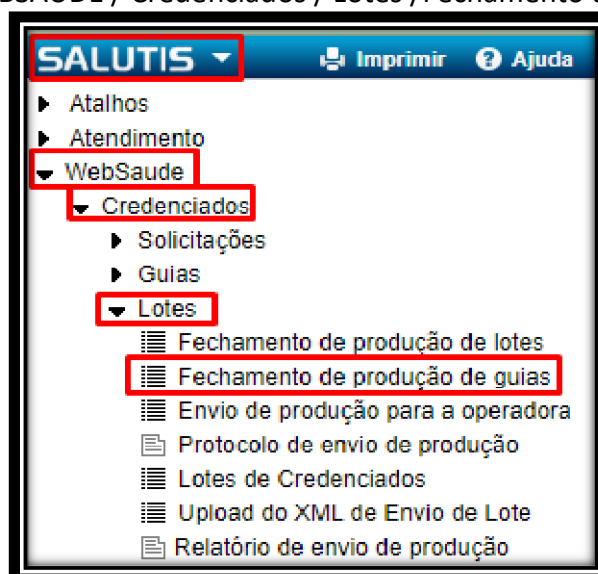 / Credenciados / Lotes /
SALUTIS Imprimir Ajuda
Atalhos
Atendimento
WebSaude
Credenciados
Solicitações
Guias
Lotes
Fechamento de produção de lotes
Fechamento de produção de guias
Envio de produção para a operadora
Protocolo de envio de produção
Lotes de Credenciados
Upload do XML de Envio de Lote
Relatório de envio de produção